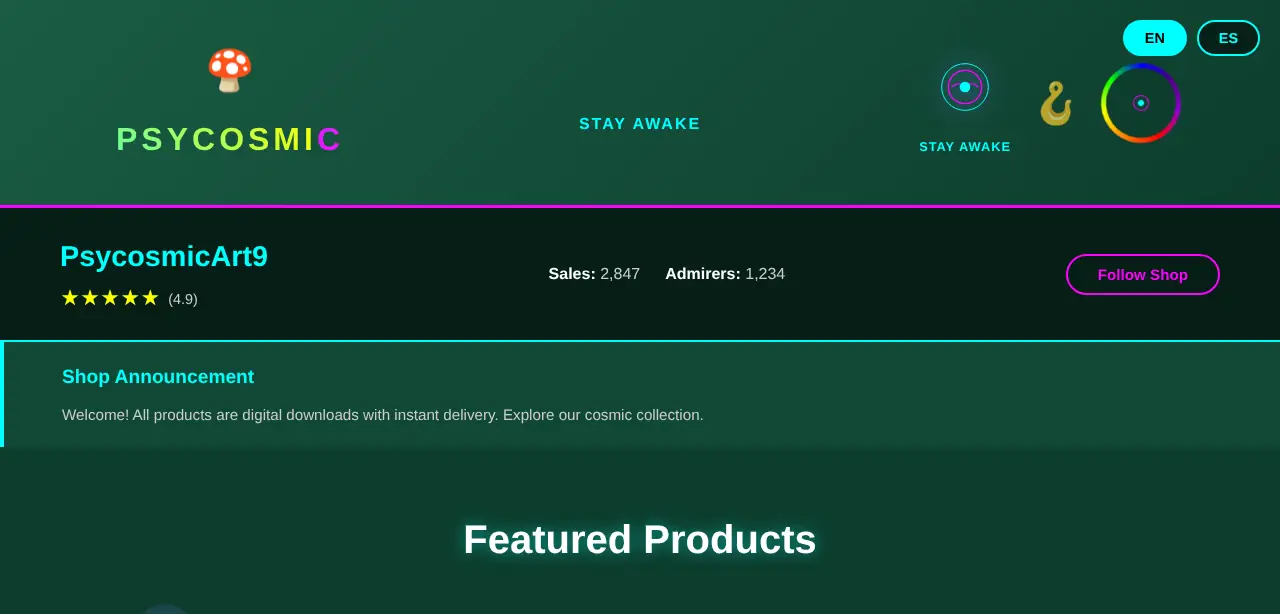 EN ES
PSYCOSMIC
STAY AWAKE
STAY AWAKE
PsycosmicArt9
★★★★★ (4.9)
Sales: 2,847 Admirers: 1,234
Follow Shop
Shop Announcement
Welcome! All products are digital downloads with instant delivery. Explore our cosmic collection.
Featured Products